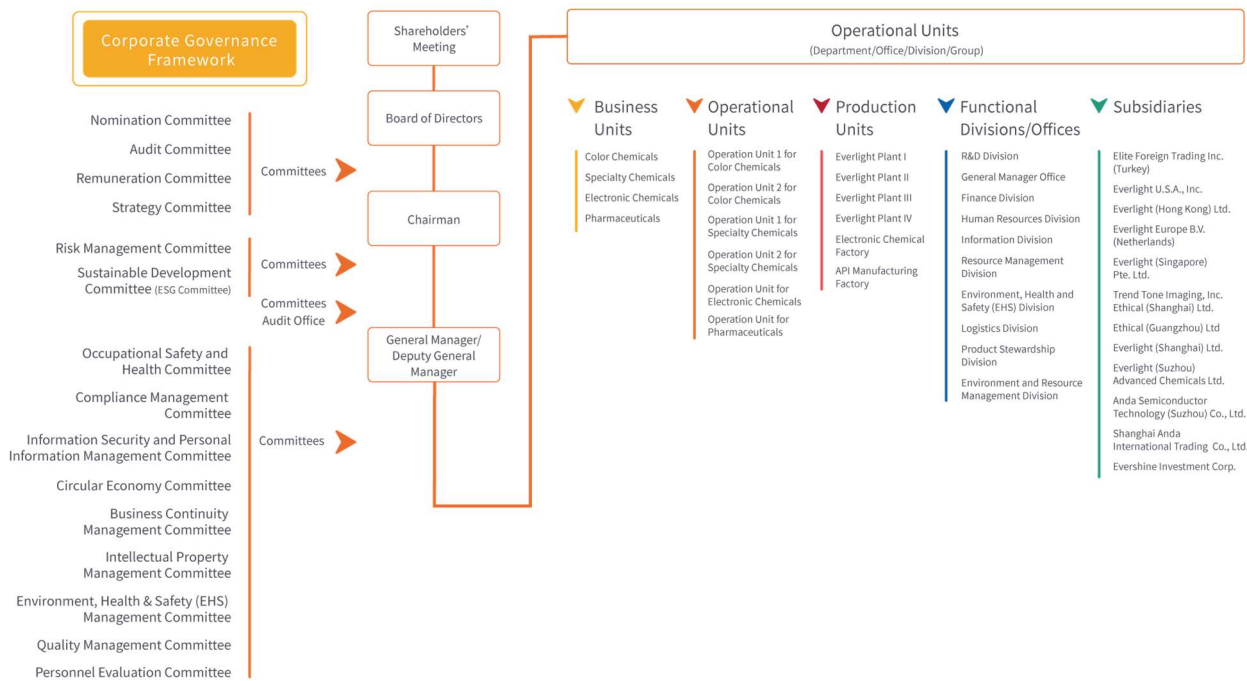 Corporate Governance
Framework
Nomination Committee
Audit Committee
Remuneration Committee
Strategy Committee
Committees
Risk Management Committee
Sustainable Development
Committee (ESG Committee)
Committees
Committees
Audit Office
Occupational Safety and
Health Committee
Compliance Management
Committee
Information Security and Personal
Information Management Committee
Circular Economy Committee
Business Continuity
Management Committee
Intellectual Property
Management Committee
Environment, Health & Safety (EHS)
Management Committee
Quality Management Committee
Personnel Evaluation Committee
Committees
Shareholders'
Meeting
Board of Directors
Chairman
General Manager/
Deputy General
Manager
Operational Units
(Department/Office/Division/Group)
Business
Units
Color Chemicals
Specialty Chemicals
Electronic Chemicals
Pharmaceuticals
Operational
Units
Operation Unit 1 for
Color Chemicals
Operation Unit 2 for
Color Chemicals
Operation Unit 1 for
Specialty Chemicals
Operation Unit 2 for
Specialty Chemicals
Operation Unit for
Electronic Chemicals
Operation Unit for
Pharmaceuticals
Production
Units
Everlight Plant I
Everlight Plant II
Everlight Plant III
Everlight Plant IV
Electronic Chemical
Factory
API Manufacturing
Factory
Functional
Divisions/Offices
R&D Division
General Manager Office
Finance Division
Human Resources Division
Information Division
Resource Management
Division
Environment, Health and
Safety (EHS) Division
Logistics Division
Product Stewardship
Division
Environment and Resource
Management Division
Subsidiaries
Elite Foreign Trading Inc.
(Turkey)
Everlight U.S.A., Inc.
Everlight (Hong Kong) Ltd.
Everlight Europe B.V.
(Netherlands)
Everlight (Singapore)
Pte. Ltd.
Trend Tone Imaging, Inc.
Ethical (Shanghai) Ltd.
Ethical (Guangzhou) Ltd
Everlight (Shanghai) Ltd.
Everlight (Suzhou)
Advanced Chemicals Ltd.
Anda Semiconductor
Technology (Suzhou) Co., Ltd.
Shanghai Anda
International Trading Co., Ltd
Evershine Investment Corp.